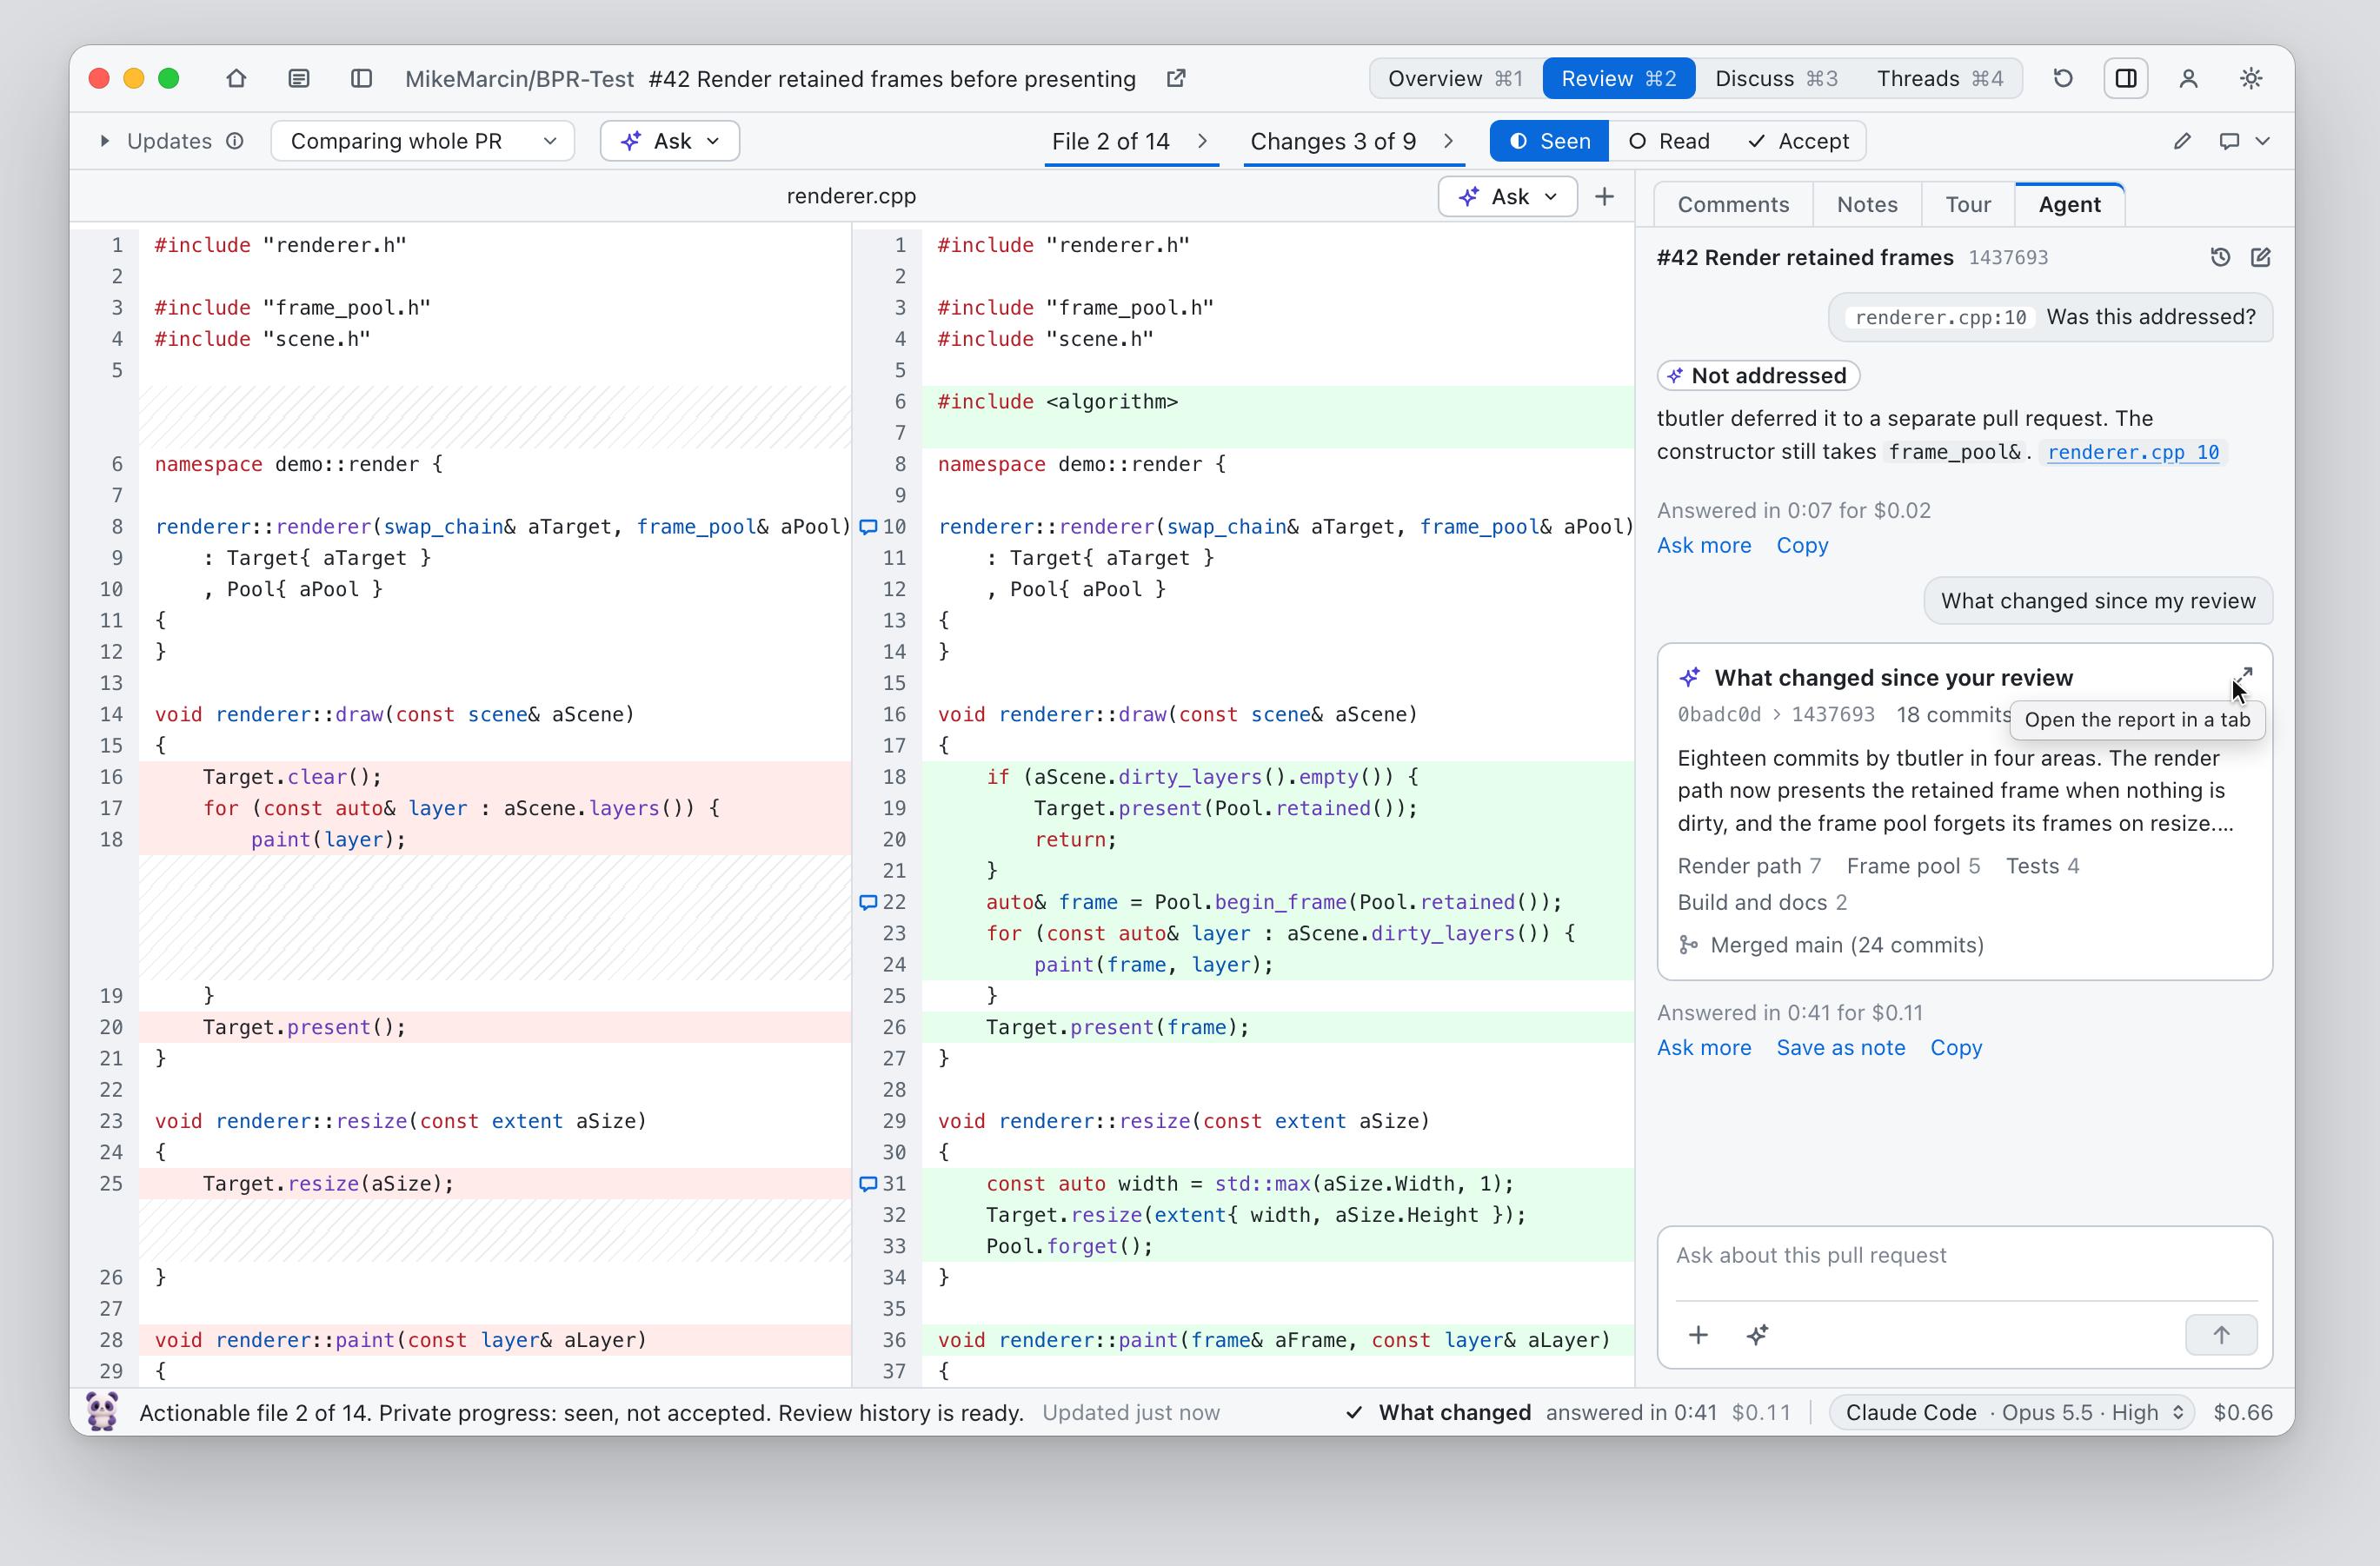 MikeMarcin/BPR-Test #42 Render retained frames before presenting
Overview ⌘1 Review ⌘2 Discuss ⌘3 Threads ⌘4
Updates Comparing whole PR Ask File 2 of 14 Changes 3 of 9 Seen Read Accept
renderer.cpp Ask
1 #include "renderer.h"
2
3 #include "frame_pool.h"
4 #include "scene.h"
5
6 namespace demo::render {
7
8 renderer::renderer(swap_chain& aTarget, frame_pool& aPool)
9 : Target{ aTarget }
10 , Pool{ aPool }
11 {
12 }
13
14 void renderer::draw(const scene& aScene)
15 {
16 Target.clear();
17 for (const auto& layer : aScene.layers()) {
18 paint(layer);
19 }
20 Target.present();
21 }
22
23 void renderer::resize(const extent aSize)
24 {
25 Target.resize(aSize);
26 }
27
28 void renderer::paint(const layer& aLayer)
29 {
1 #include "renderer.h"
2
3 #include "frame_pool.h"
4 #include "scene.h"
5
6 #include <algorithm>
7
8 namespace demo::render {
9
10 renderer::renderer(swap_chain& aTarget, frame_pool& aPool)
11 : Target{ aTarget }
12 , Pool{ aPool }
13 {
14 }
15
16 void renderer::draw(const scene& aScene)
17 {
18 if (aScene.dirty_layers().empty()) {
19 Target.present(Pool.retained());
20 return;
21 }
22 auto& frame = Pool.begin_frame(Pool.retained());
23 for (const auto& layer : aScene.dirty_layers()) {
24 paint(frame, layer);
25 }
26 Target.present(frame);
27 }
28
29 void renderer::resize(const extent aSize)
30 {
31 const auto width = std::max(aSize.Width, 1);
32 Target.resize(extent{ width, aSize.Height });
33 Pool.forget();
34 }
35
36 void renderer::paint(frame& aFrame, const layer& aLayer)
37 {
Comments Notes Tour Agent
#42 Render retained frames 1437693
renderer.cpp:10 Was this addressed?
Not addressed
tbutler deferred it to a separate pull request. The
constructor still takes frame_pool&. renderer.cpp 10
Answered in 0:07 for $0.02
Ask more Copy
What changed since my review
What changed since your review
0badc0d > 1437693 18 commits
Open the report in a tab
Eighteen commits by tbutler in four areas. The render
path now presents the retained frame when nothing is
dirty, and the frame pool forgets its frames on resize....
Render path 7 Frame pool 5 Tests 4
Build and docs 2
Merged main (24 commits)
Answered in 0:41 for $0.11
Ask more Save as note Copy
Ask about this pull request
Actionable file 2 of 14. Private progress: seen, not accepted. Review history is ready. Updated just now
What changed answered in 0:41 $0.11 Claude Code · Opus 5.5 · High $0.66